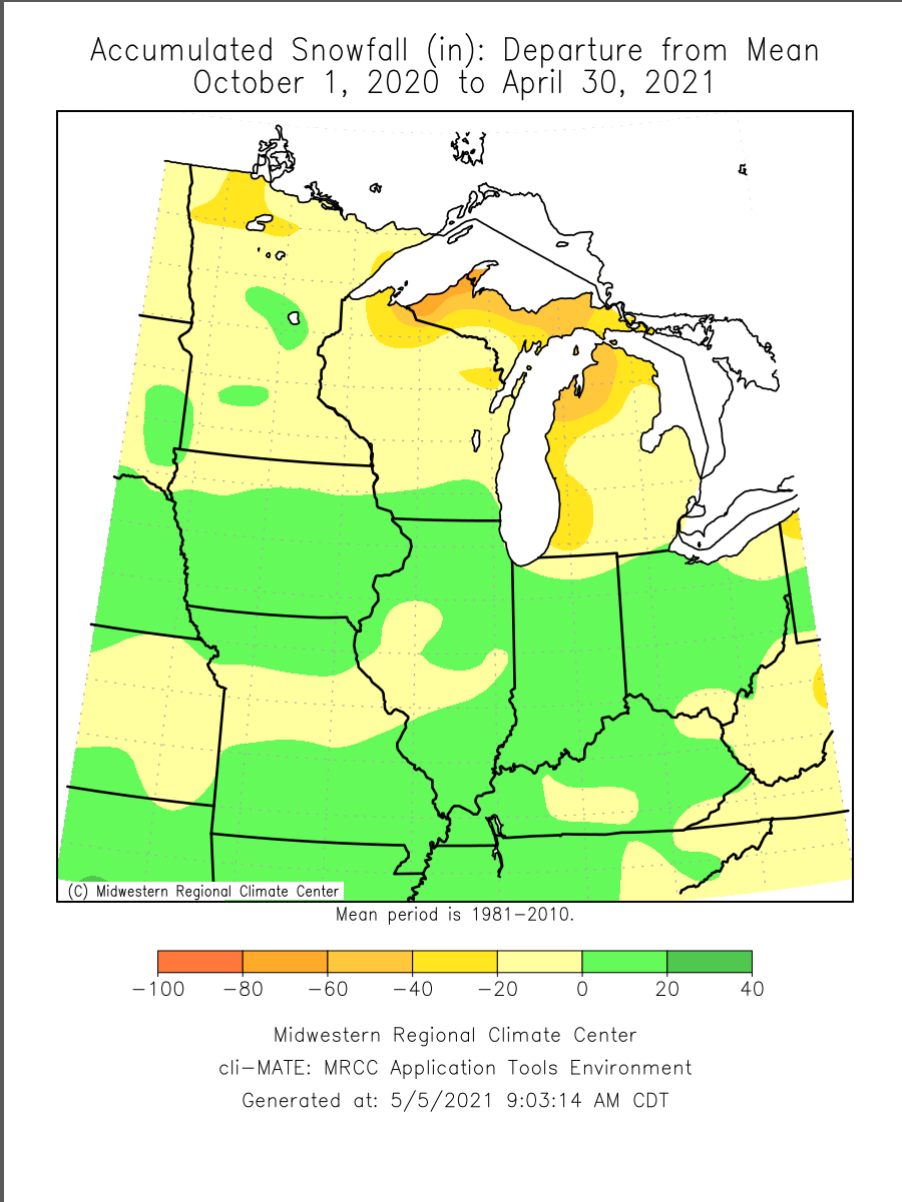 Accumulated Snowfall (in): Departure from Mean
October 1, 2020 to April 30, 2021
(C) Midwestern Regional Climate Center
Mean period is 1981-2010.
-100 -80 -60 -40 -20 0 20 40
Midwestern Regional Climate Center
cli-MATE: MRCC Application Tools Environment
Generated at: 5/5/2021 9:03:14 AM CDT